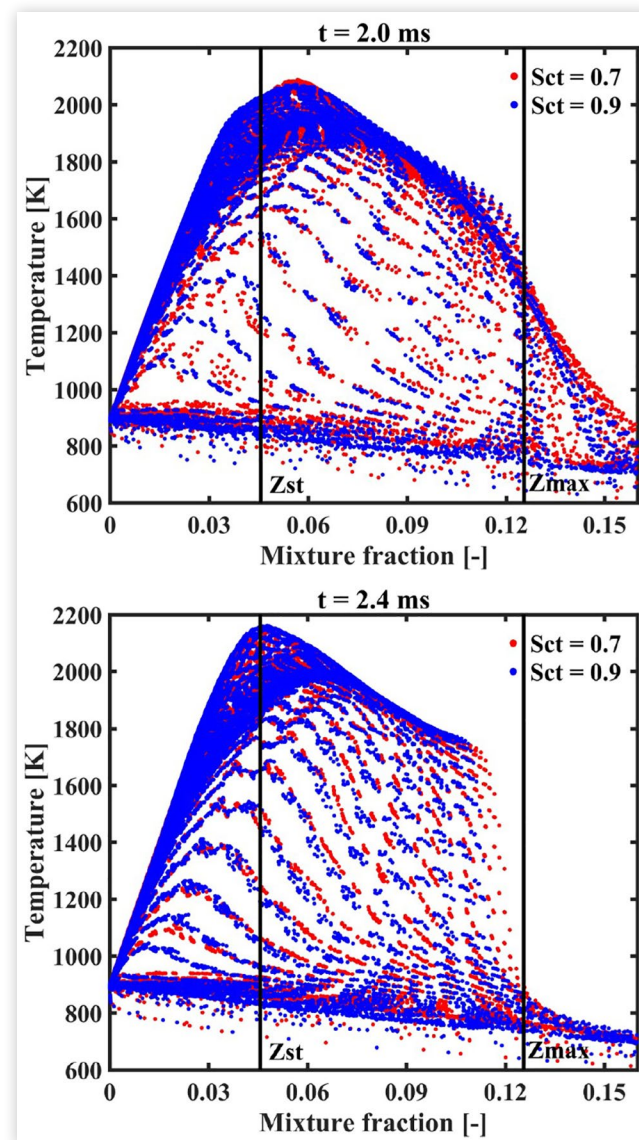 t = 2.0 ms
2200
2000
1800
1600
1400
1200
1000
800
600
Temperature [K]
Sct = 0.7
Sct = 0.9
Zst
Zmax
0
0.03
0.06
0.09
0.12
0.15
Mixture fraction [-]
t = 2.4 ms
2200
2000
1800
1600
1400
1200
1000
800
600
Temperature [K]
Sct = 0.7
Sct = 0.9
Zst
Zmax
0
0.03
0.06
0.09
0.12
0.15
Mixture fraction [-]